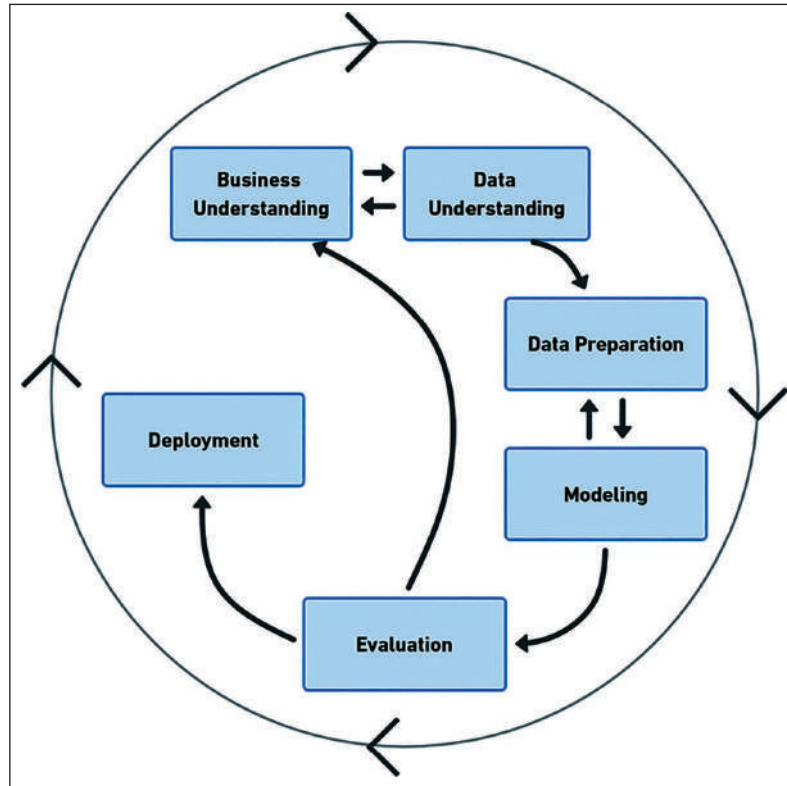 Business
Understanding
Data
Understanding
Data Preparation
Deployment
Modeling
Evaluation